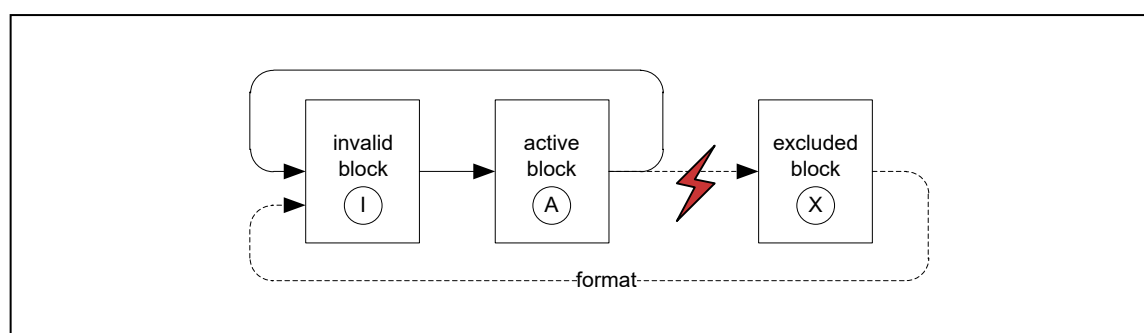 invalid
block
I
active
block
A
excluded
block
X
format